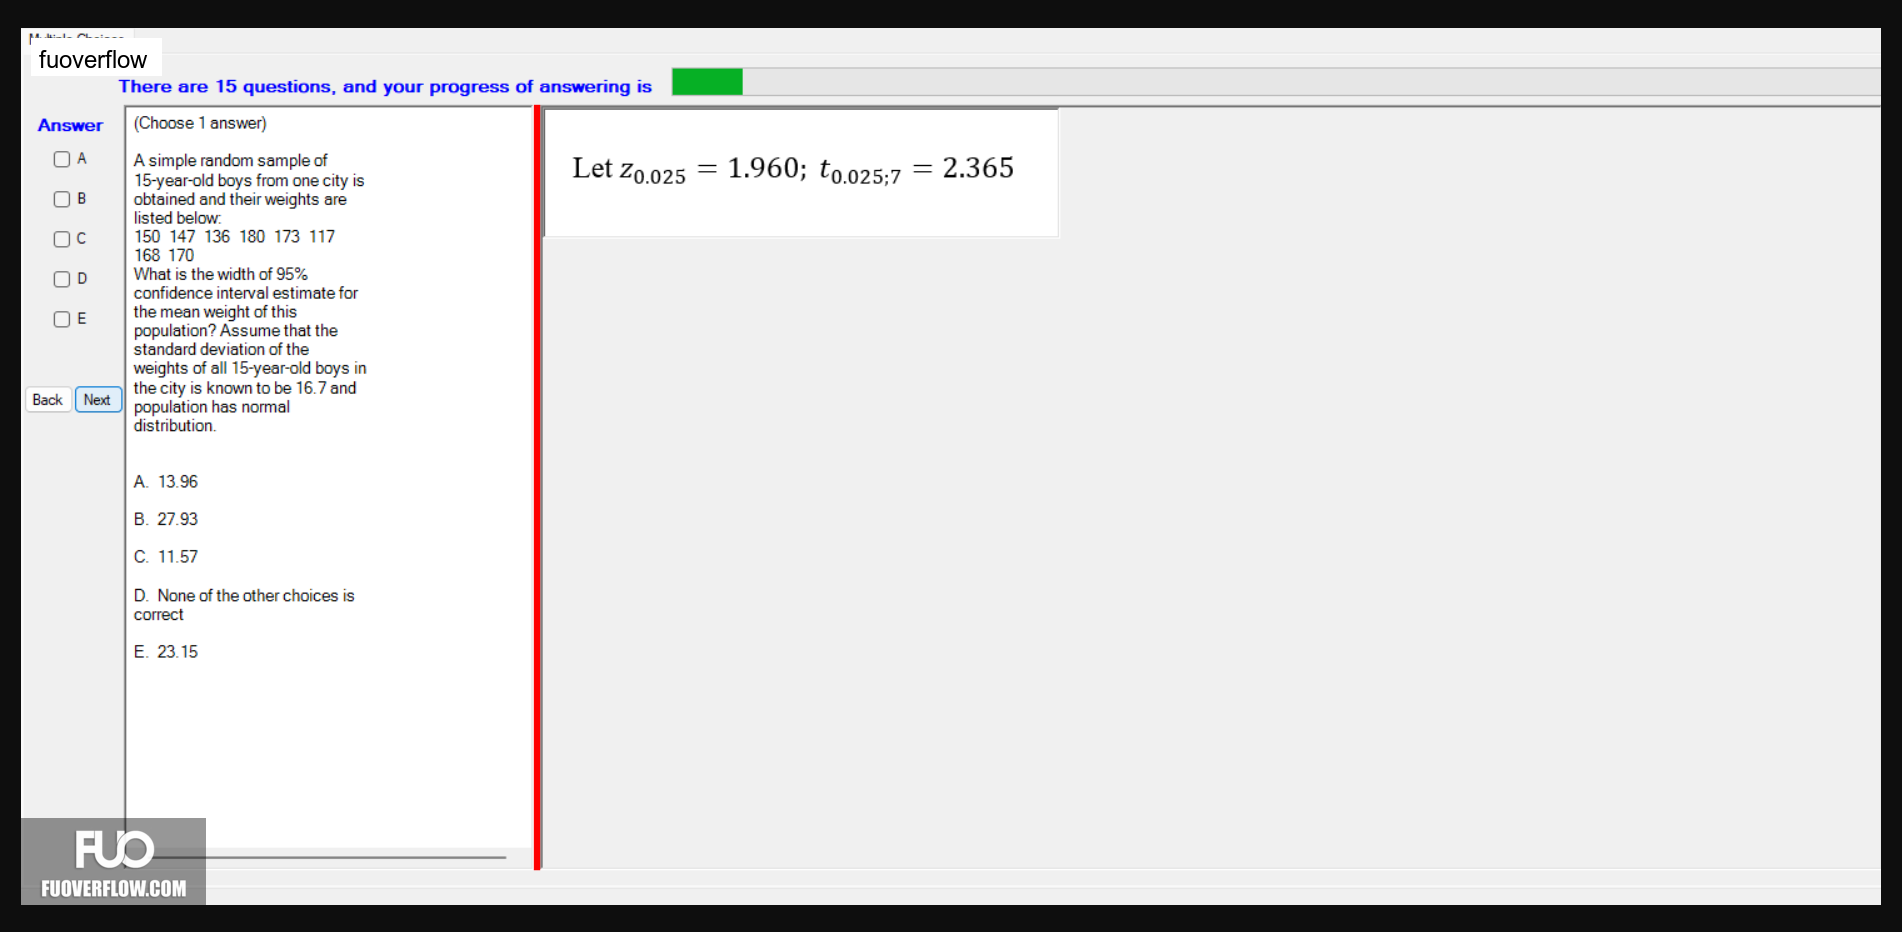 Multiple Choices
fuoverflow
There are 15 questions, and your progress of answering is
Answer
A
B
C
D
E
Back Next
(Choose 1 answer)
A simple random sample of
15-year-old boys from one city is
obtained and their weights are
listed below:
150 147 136 180 173 117
168 170
What is the width of 95%
confidence interval estimate for
the mean weight of this
population? Assume that the
standard deviation of the
weights of all 15-year-old boys in
the city is known to be 16.7 and
population has normal
distribution.
A. 13.96
B. 27.93
C. 11.57
D. None of the other choices is
correct
E. 23.15
Let z0.025 = 1.960; t0.025;7 = 2.365
FUO
FUOVERFLOW.COM